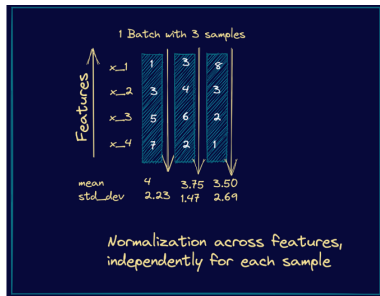 1 Batch with 3 samples
Features
x_1 1 3 8
x_2 3 4 3
x_3 5 6 2
x_4 7 2 1
mean 4 3.75 3.50
std_dev 2.23 1.47 2.69
Normalization across features,
independently for each sample